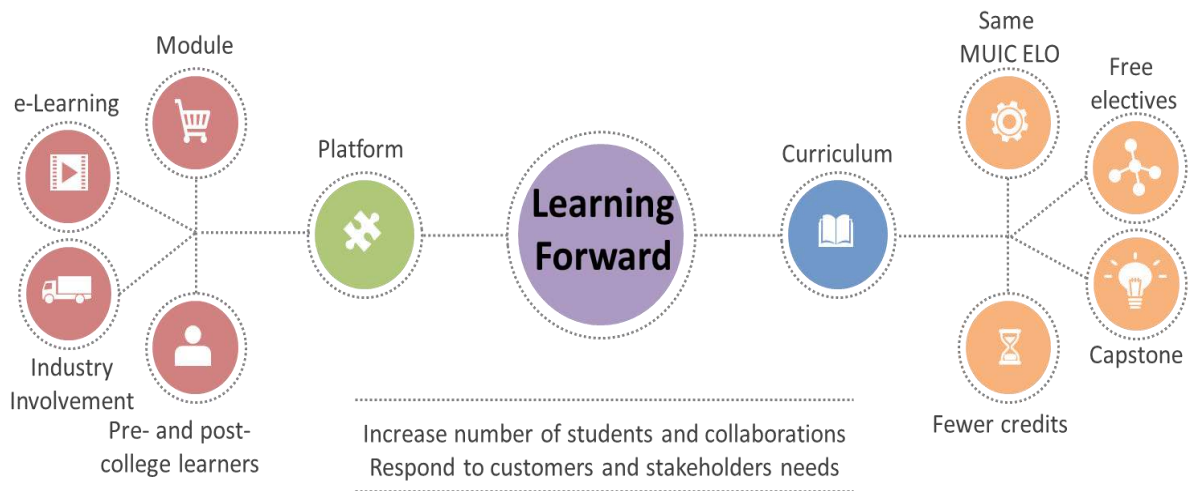 Module
e-Learning
Industry
Involvement
Pre- and post-
college learners
Platform
Learning
Forward
Curriculum
Same
MUIC ELO
Free
electives
Capstone
Fewer credits
Increase number of students and collaborations
Respond to customers and stakeholders needs